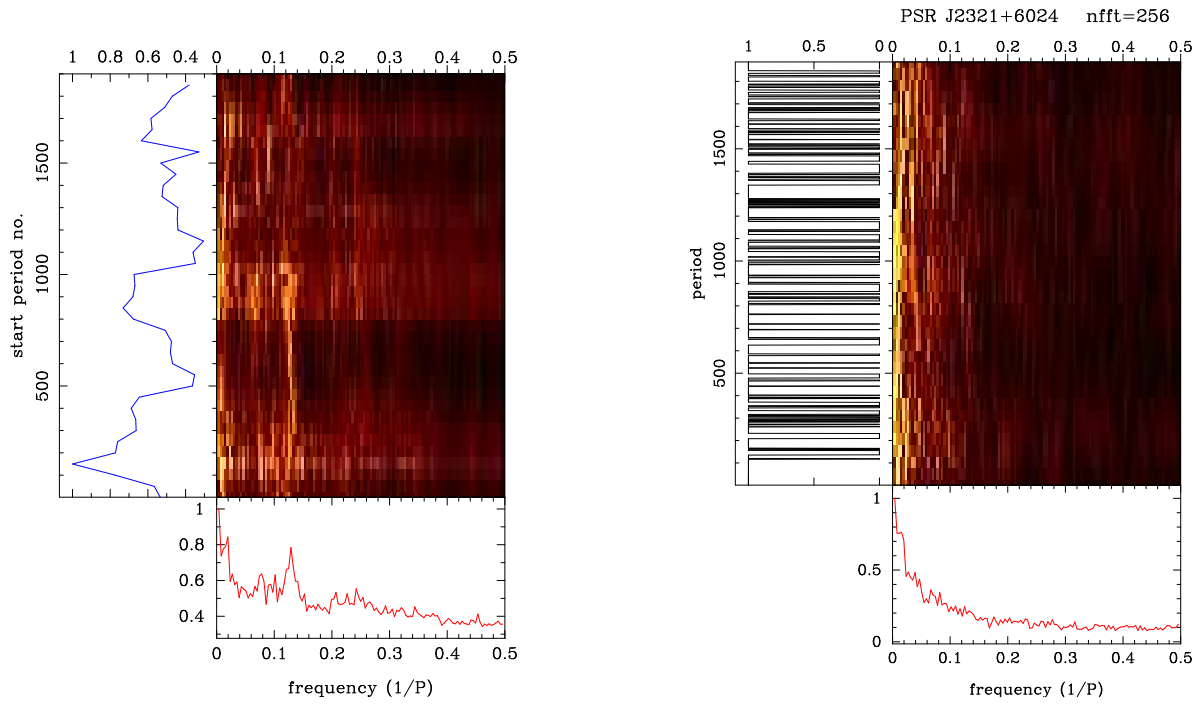 PSR J2321+6024 nfft=256
1 0.8 0.6 0.4 0 0.1 0.2 0.3 0.4 0.5
start period no.
500 1000 1500
1
0.8
0.6
0.4
0 0.1 0.2 0.3 0.4 0.5
frequency (1/P)
1 0.5 0 0 0.1 0.2 0.3 0.4 0.5
period
500 1000 1500
1
0.5
0
0 0.1 0.2 0.3 0.4 0.5
frequency (1/P)